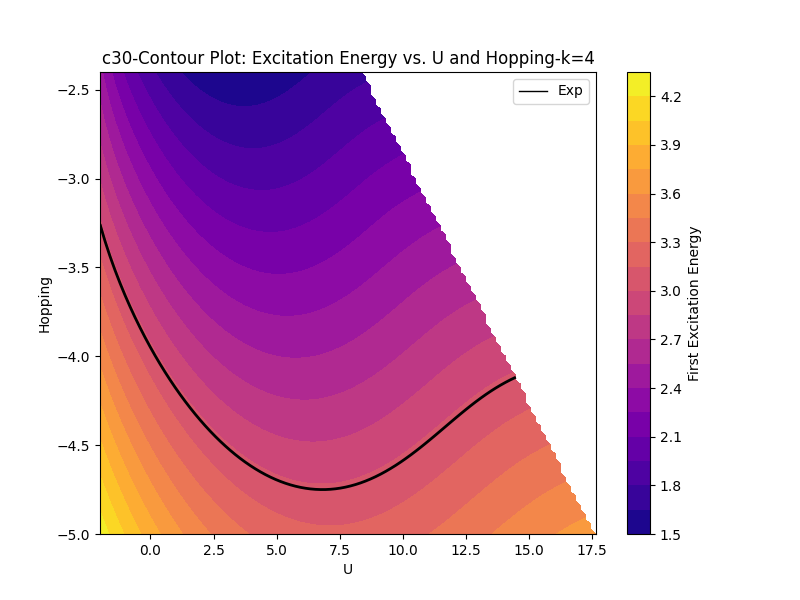 c30-Contour Plot: Excitation Energy vs. U and Hopping-k=4
Exp
−2.5
−3.0
−3.5
−4.0
−4.5
−5.0
Hopping
0.0 2.5 5.0 7.5 10.0 12.5 15.0 17.5
U
4.2
3.9
3.6
3.3
3.0
2.7
2.4
2.1
1.8
1.5
First Excitation Energy